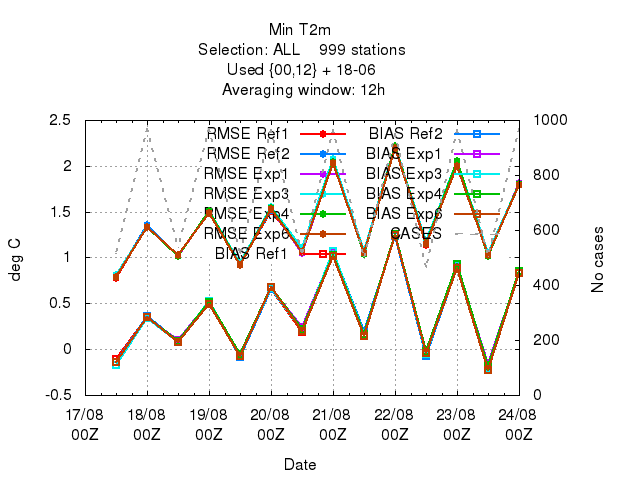 Min T2m
Selection: ALL 999 stations
Used {00,12} + 18-06
Averaging window: 12h
2.5
2
1.5
1
0.5
0
-0.5
deg C
1000
800
600
400
200
0
No cases
RMSE Ref1
RMSE Ref2
RMSE Exp1
RMSE Exp3
RMSE Exp4
RMSE Exp6
BIAS Ref1
BIAS Ref2
BIAS Exp1
BIAS Exp3
BIAS Exp4
BIAS Exp6
CASES
17/08 18/08 19/08 20/08 21/08 22/08 23/08 24/08
00Z 00Z 00Z 00Z 00Z 00Z 00Z 00Z
Date